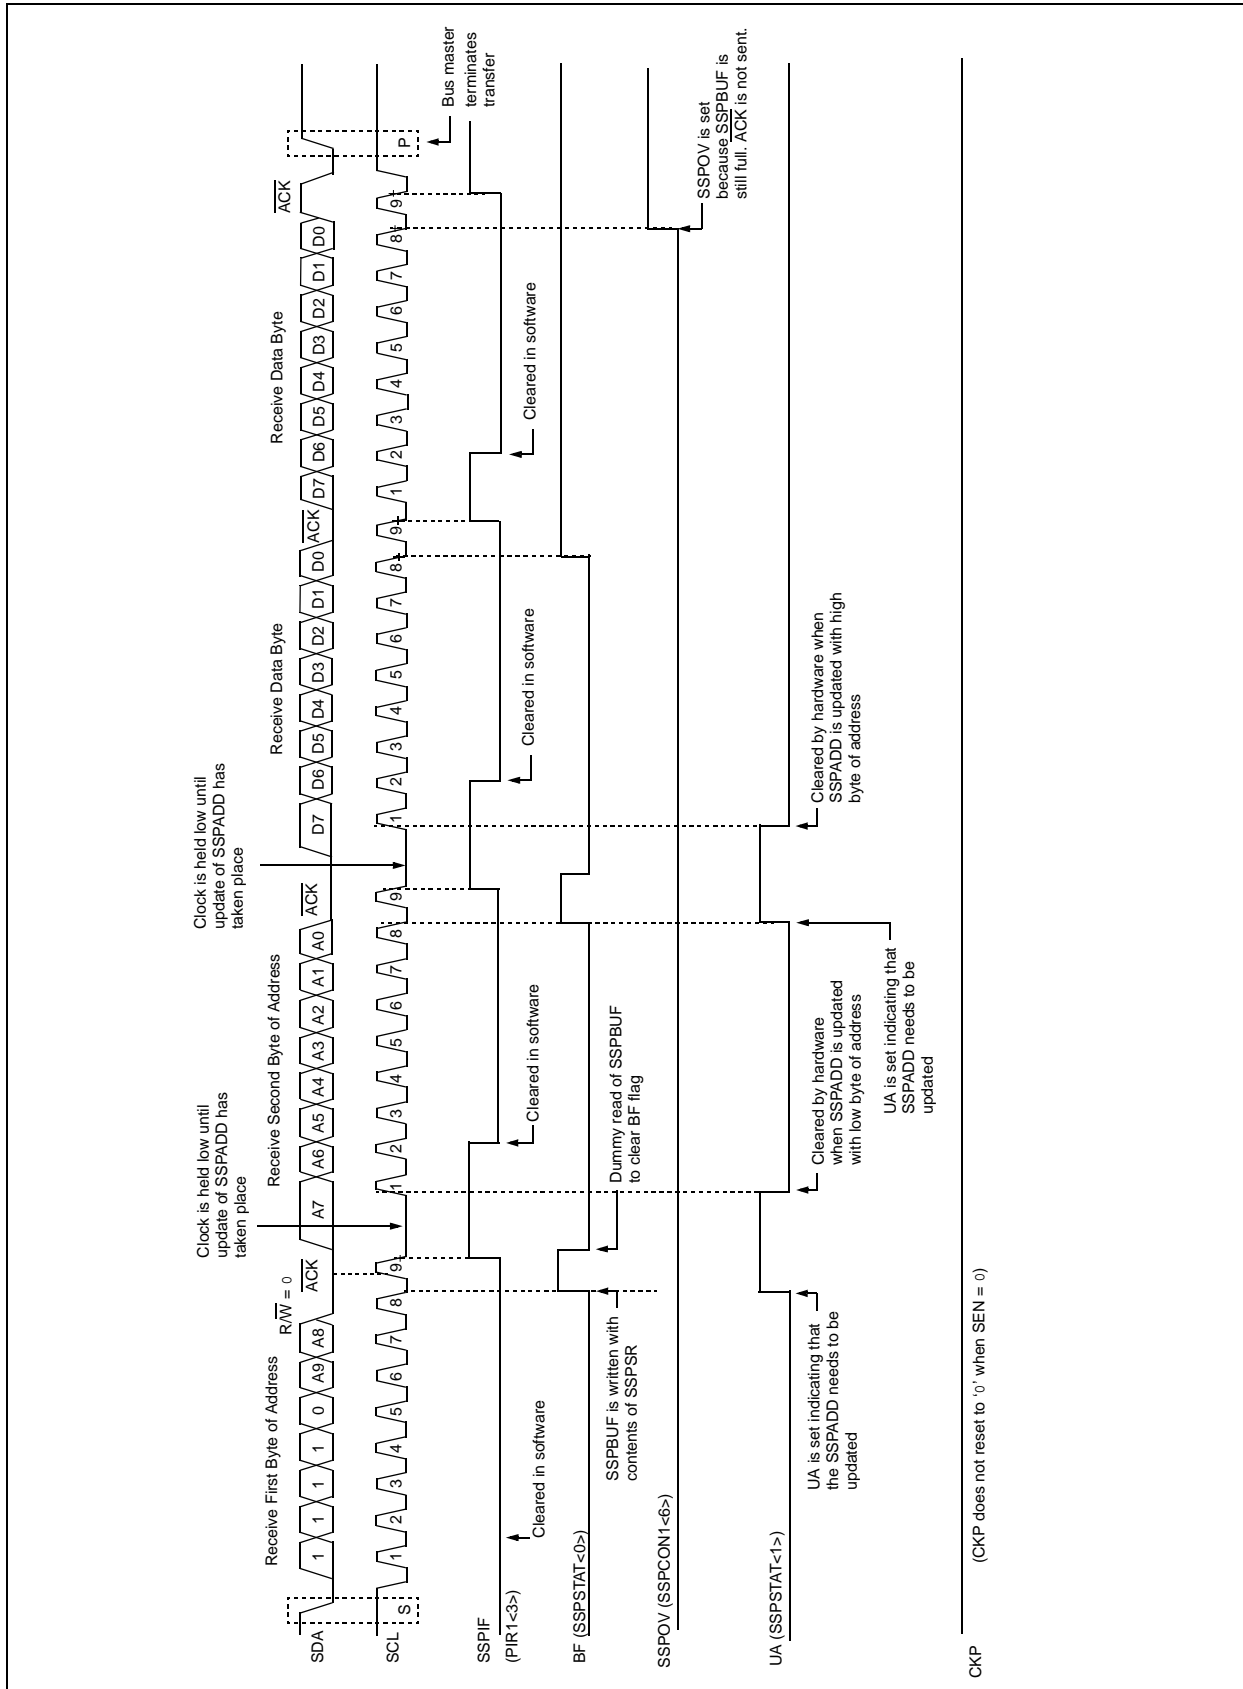 Receive First Byte of Address
R/W = 0
ACK
Clock is held low until
update of SSPADD has
taken place
Receive Second Byte of Address
ACK
Clock is held low until
update of SSPADD has
taken place
Receive Data Byte
ACK
Receive Data Byte
ACK
SDA
1 1 1 1 0 A9 A8 A7 A6 A5 A4 A3 A2 A1 A0 D7 D6 D5 D4 D3 D2 D1 D0 D7 D6 D5 D4 D3 D2 D1 D0
SCL
S 1 2 3 4 5 6 7 8 9 1 2 3 4 5 6 7 8 9 1 2 3 4 5 6 7 8 9 1 2 3 4 5 6 7 8 9 P
Bus master
terminates
transfer
SSPIF
(PIR1<3>)
Cleared in software
Cleared in software
Cleared in software
Cleared in software
BF (SSPSTAT<0>)
SSPBUF is written with
contents of SSPSR
Dummy read of SSPBUF
to clear BF flag
SSPOV (SSPCON1<6>)
SSPOV is set
because SSPBUF is
still full. ACK is not sent.
UA (SSPSTAT<1>)
UA is set indicating that
the SSPADD needs to be
updated
Cleared by hardware
when SSPADD is updated
with low byte of address
UA is set indicating that
SSPADD needs to be
updated
Cleared by hardware when
SSPADD is updated with high
byte of address
CKP
(CKP does not reset to ‘0’ when SEN = 0)